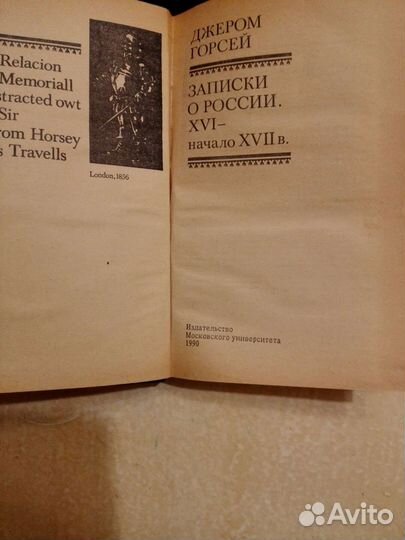 Relacion
Memoriall
stracted owt
Sir
rom Horsey
s Travells
London, 1856
ДЖЕРОМ
ГОРСЕЙ
ЗАПИСКИ
О РОССИИ.
XVI–
начало XVII в.
Издательство
Московского университета
1990
Avito